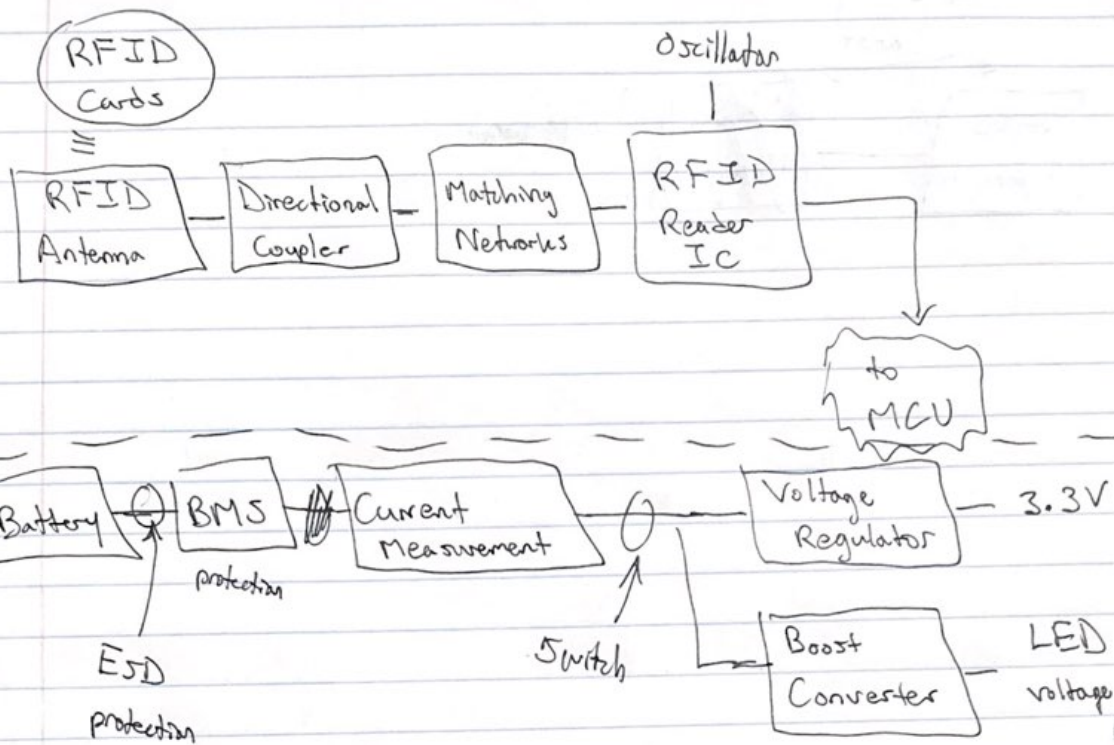 RFID
Cards
Oscillator
RFID
Antenna
Directional
Coupler
Matching
Networks
RFID
Reader
IC
to
MCU
Battery
BMS
protection
Current
Measurement
Voltage
Regulator
3.3V
ESD
protection
Switch
Boost
Converter
LED
voltage